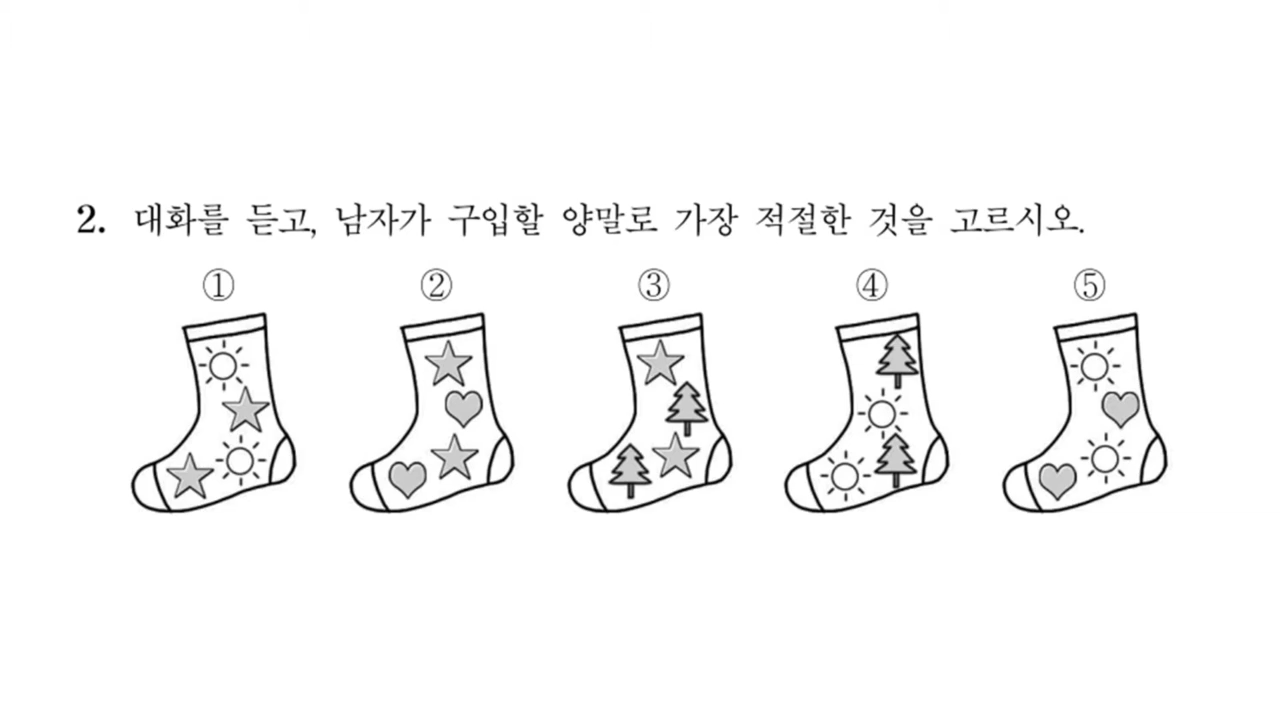 2. 대화를 듣고, 남자가 구입할 양말로 가장 적절한 것을 고르시오.
① ② ③ ④ ⑤